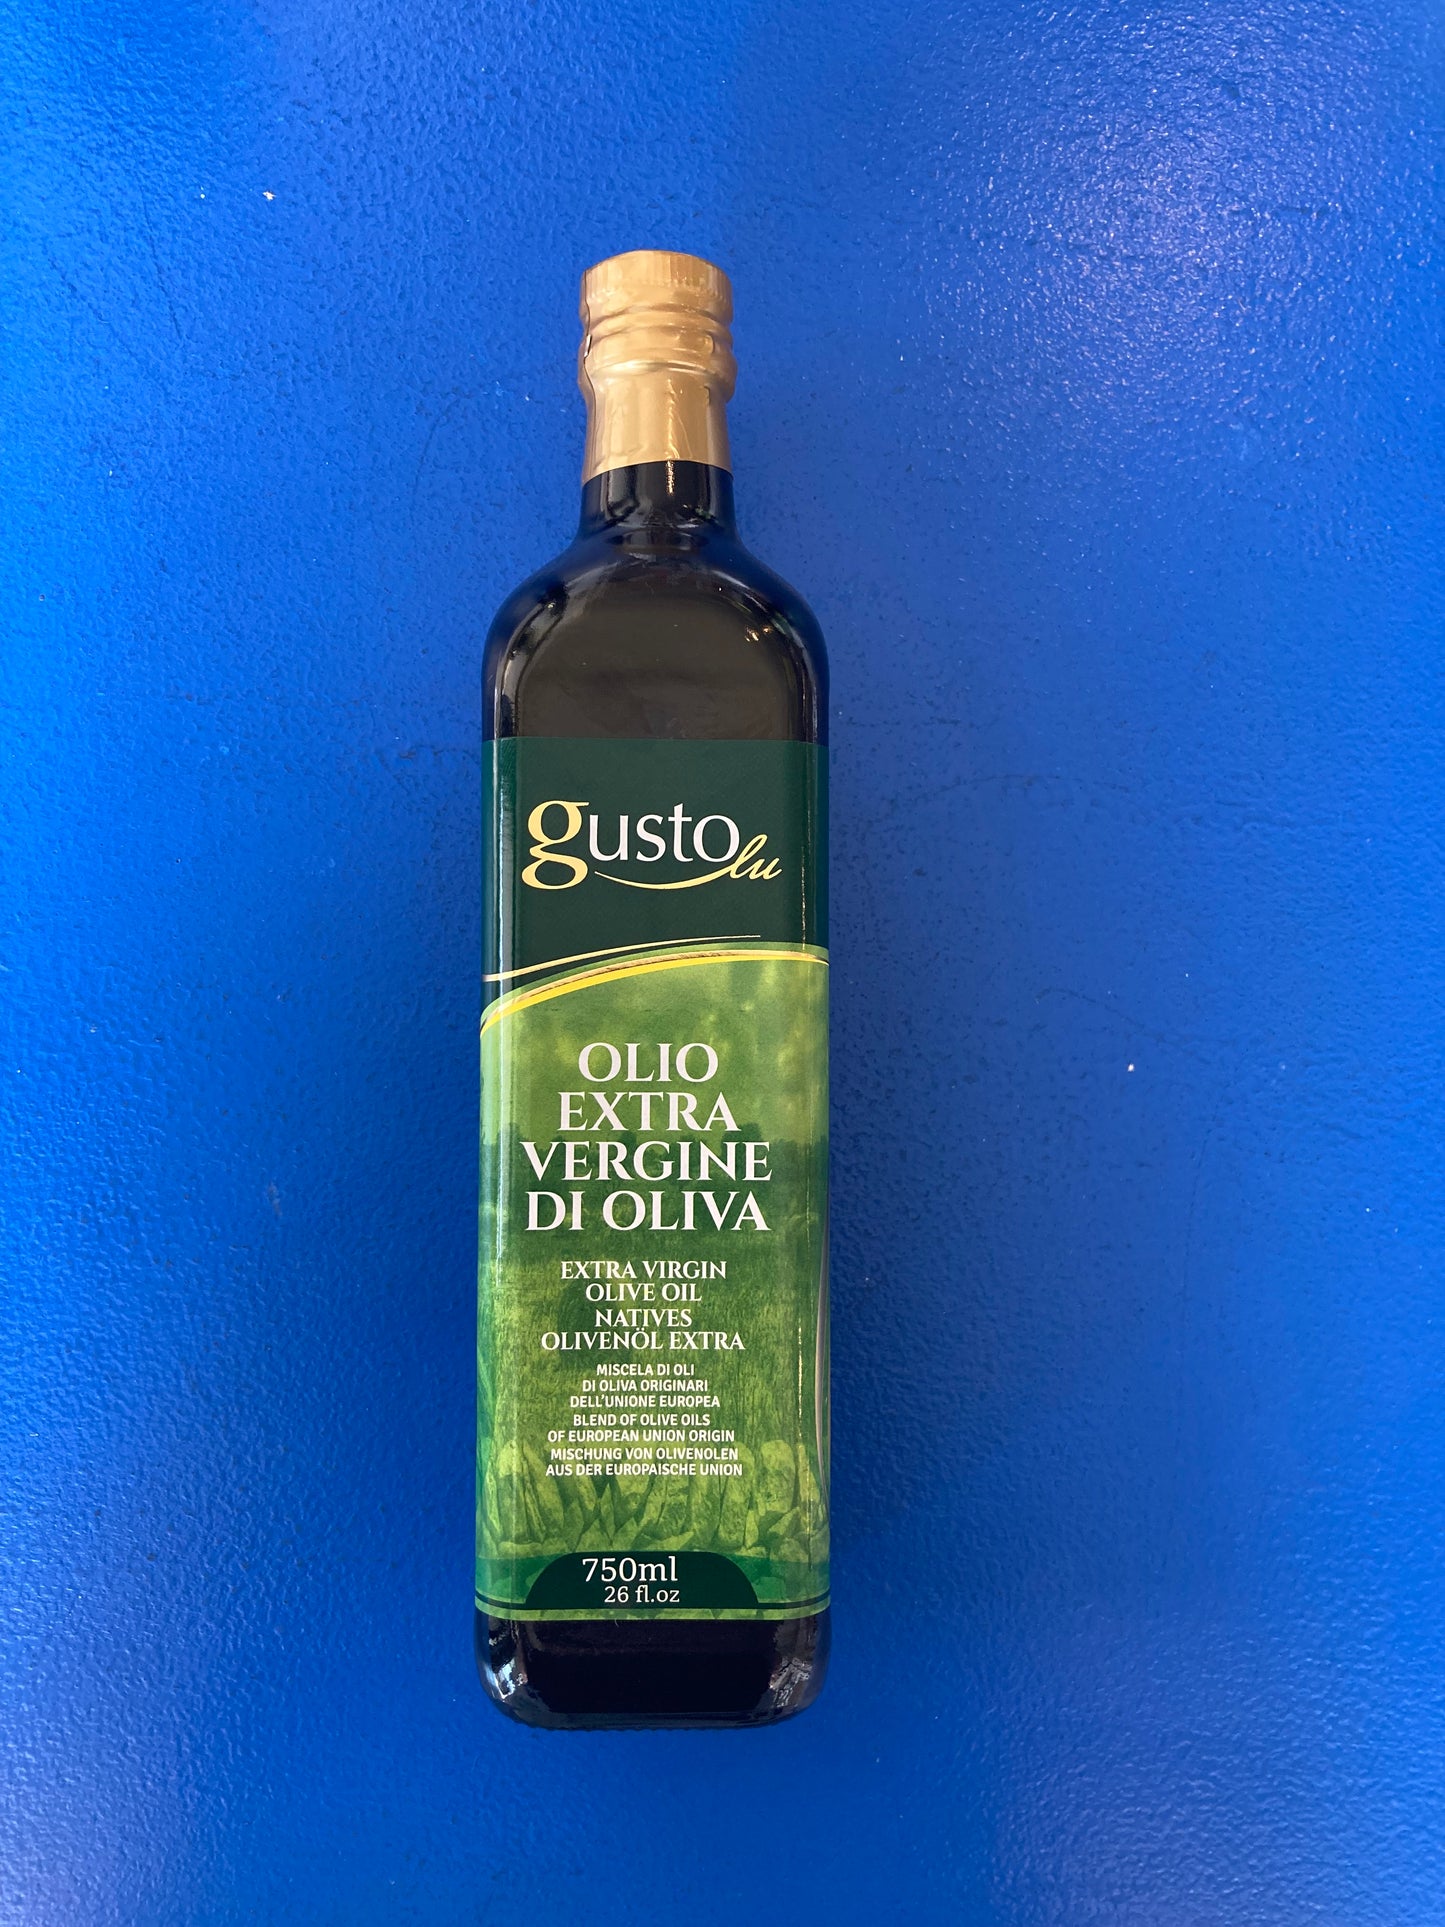 gustolu
OLIO
EXTRA
VERGINE
DI OLIVA
EXTRA VIRGIN
OLIVE OIL
NATIVES
OLIVENÖL EXTRA
MISCELA DI OLI
DI OLIVA ORIGINARI
DELL'UNIONE EUROPEA
BLEND OF OLIVE OILS
OF EUROPEAN UNION ORIGIN
MISCHUNG VON OLIVENOLEN
AUS DER EUROPAISCHE UNION
750ml
26 fl.oz